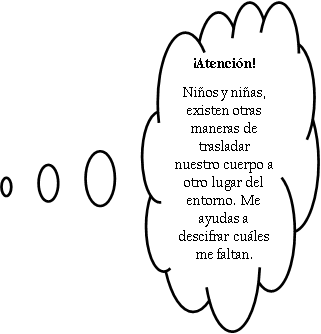 ¡Atención!
Niños y niñas,
existen otras
maneras de
trasladar
nuestro cuerpo a
otro lugar del
entorno. Me
ayudas a
descifrar cuáles
me faltan.